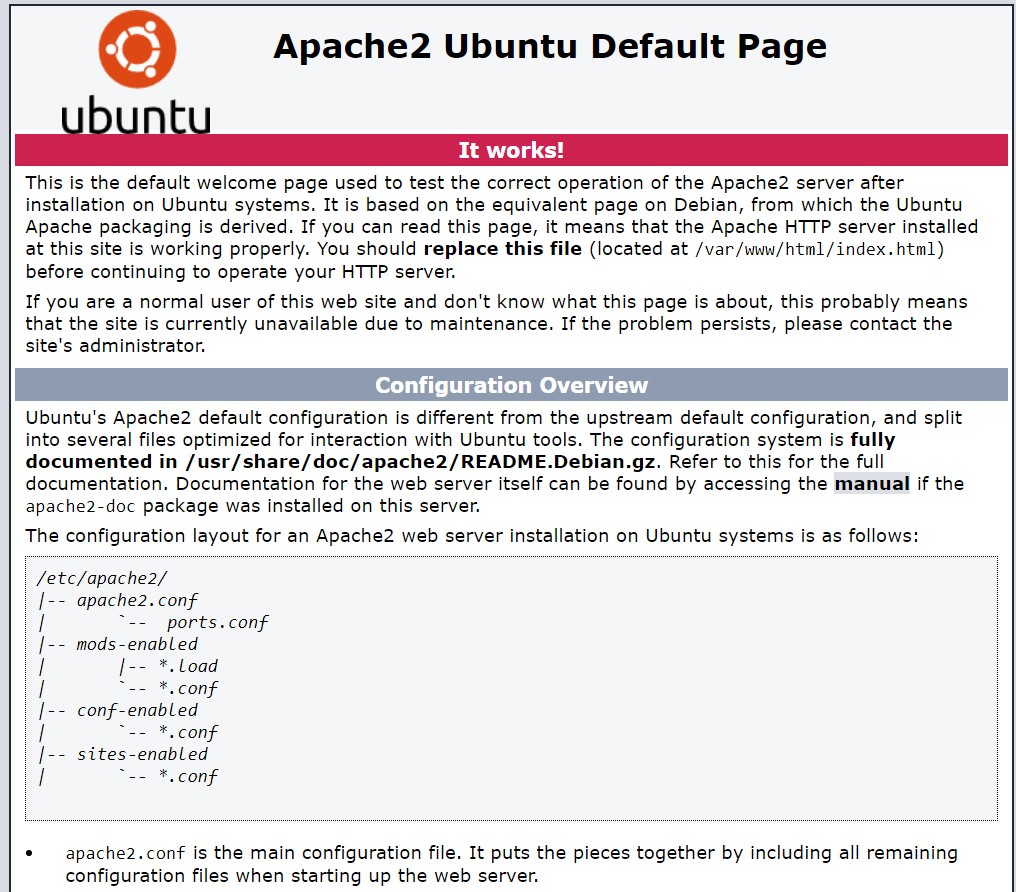 ubuntu
Apache2 Ubuntu Default Page
It works!
This is the default welcome page used to test the correct operation of the Apache2 server after
installation on Ubuntu systems. It is based on the equivalent page on Debian, from which the Ubuntu
Apache packaging is derived. If you can read this page, it means that the Apache HTTP server installed
at this site is working properly. You should replace this file (located at /var/www/html/index.html)
before continuing to operate your HTTP server.
If you are a normal user of this web site and don't know what this page is about, this probably means
that the site is currently unavailable due to maintenance. If the problem persists, please contact the
site's administrator.
Configuration Overview
Ubuntu's Apache2 default configuration is different from the upstream default configuration, and split
into several files optimized for interaction with Ubuntu tools. The configuration system is fully
documented in /usr/share/doc/apache2/README.Debian.gz. Refer to this for the full
documentation. Documentation for the web server itself can be found by accessing the manual if the
apache2-doc package was installed on this server.
The configuration layout for an Apache2 web server installation on Ubuntu systems is as follows:
/etc/apache2/
|-- apache2.conf
|       `--  ports.conf
|-- mods-enabled
|       |-- *.load
|       `-- *.conf
|-- conf-enabled
|       `-- *.conf
|-- sites-enabled
|       `-- *.conf
• apache2.conf is the main configuration file. It puts the pieces together by including all remaining
configuration files when starting up the web server.